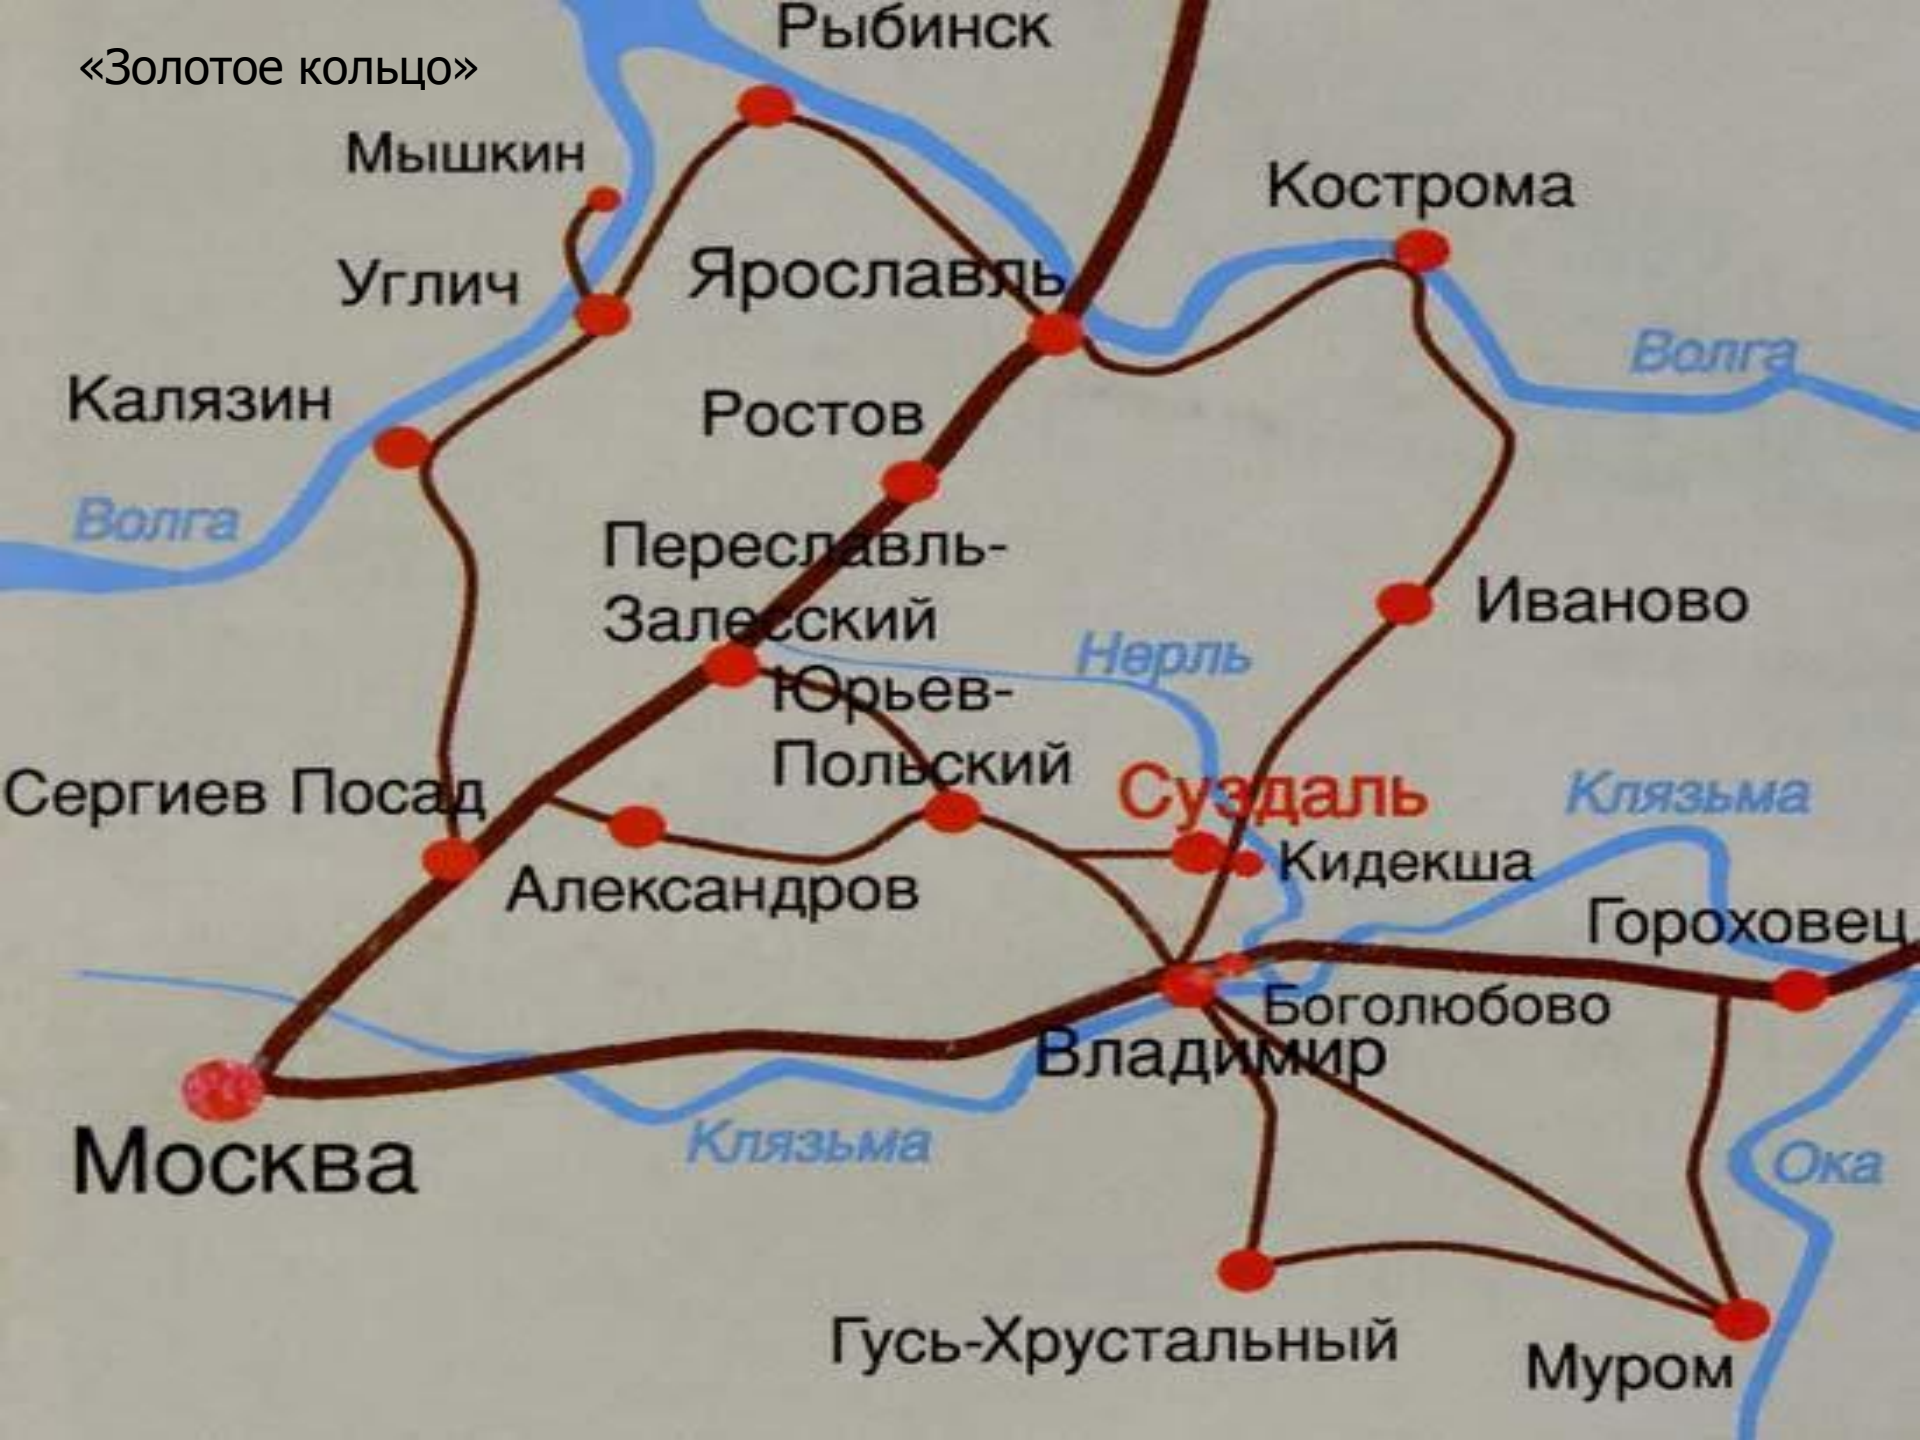 Рыбинск
«Золотое кольцо»
Мышкин
Кострома
Углич
Ярославль
Волга
Калязин
Ростов
Волга
Переславль-
Залесский
Иваново
Нерль
Юрьев-
Польский
Сергиев Посад
Суздаль
Клязьма
Кидекша
Александров
Гороховец
Боголюбово
Владимир
Клязьма
Москва
Ока
Гусь-Хрустальный
Муром